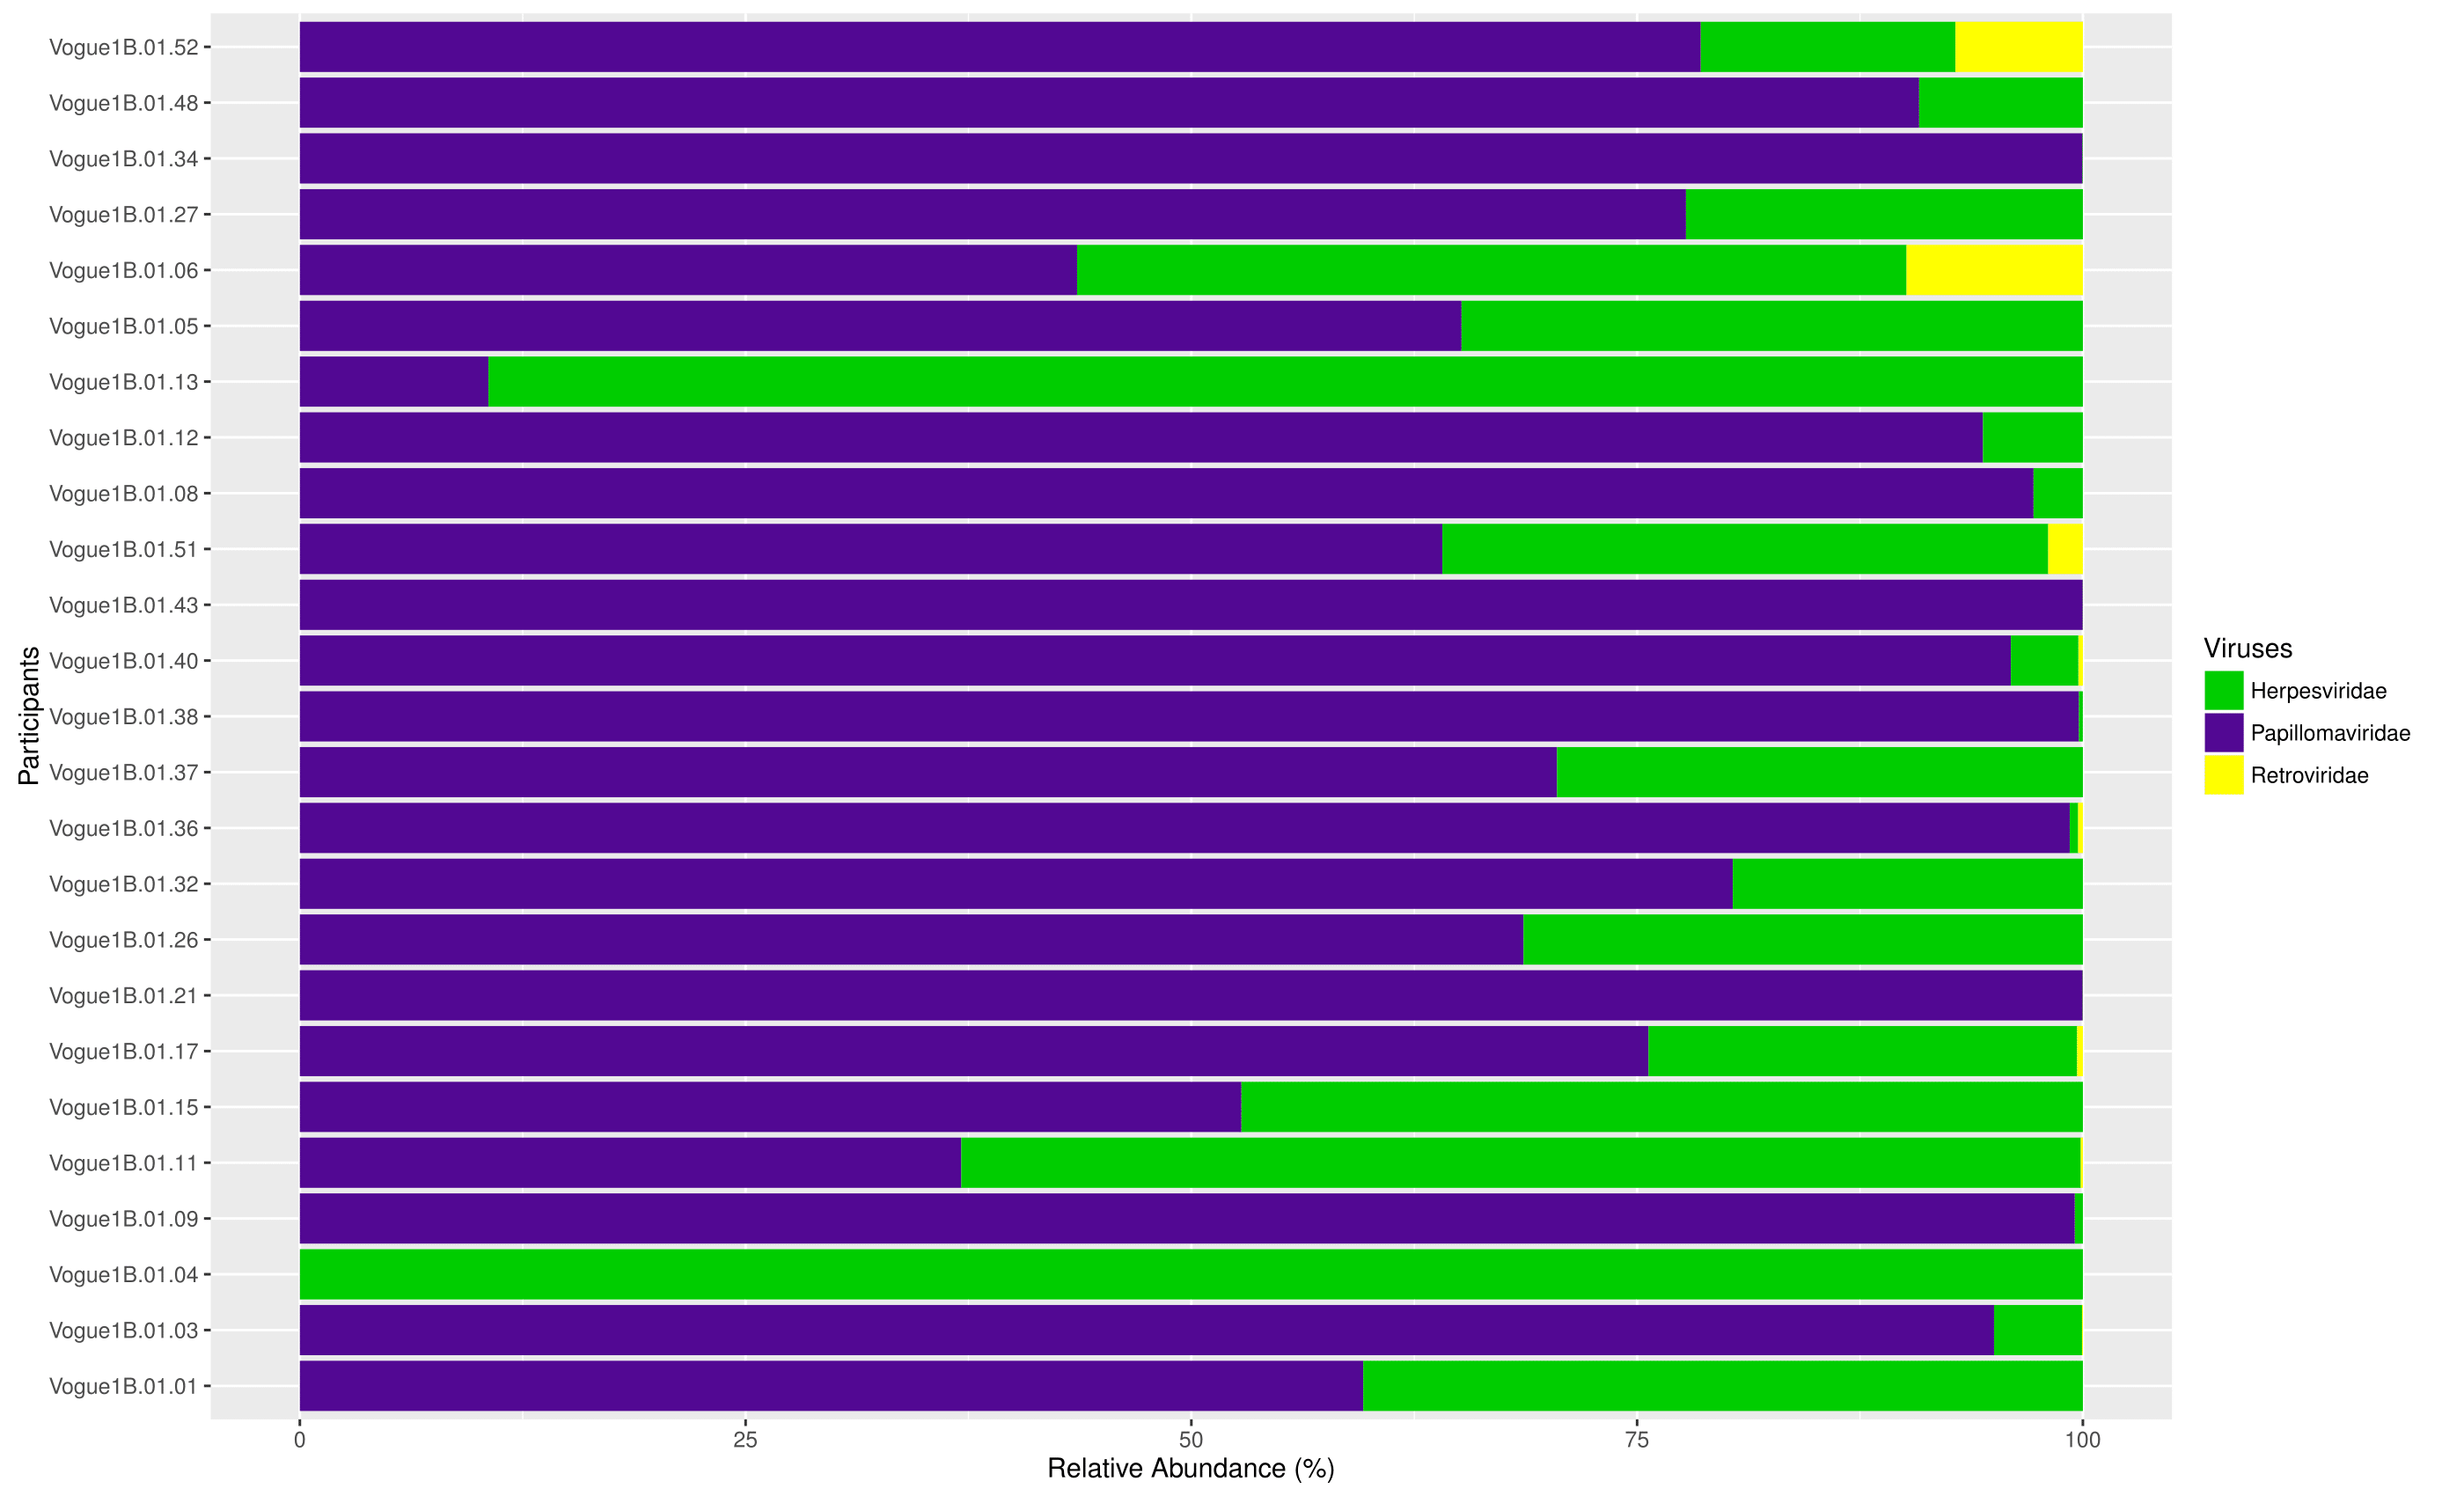 Vogue1B.01.52
Vogue1B.01.48
Vogue1B.01.34
Vogue1B.01.27
Vogue1B.01.06
Vogue1B.01.05
Vogue1B.01.13
Vogue1B.01.12
Vogue1B.01.08
Vogue1B.01.51
Vogue1B.01.43
Vogue1B.01.40
Vogue1B.01.38
Vogue1B.01.37
Vogue1B.01.36
Vogue1B.01.32
Vogue1B.01.26
Vogue1B.01.21
Vogue1B.01.17
Vogue1B.01.15
Vogue1B.01.11
Vogue1B.01.09
Vogue1B.01.04
Vogue1B.01.03
Vogue1B.01.01
Participants
0 25 50 75 100
Relative Abundance (%)
Viruses
Herpesviridae
Papillomaviridae
Retroviridae